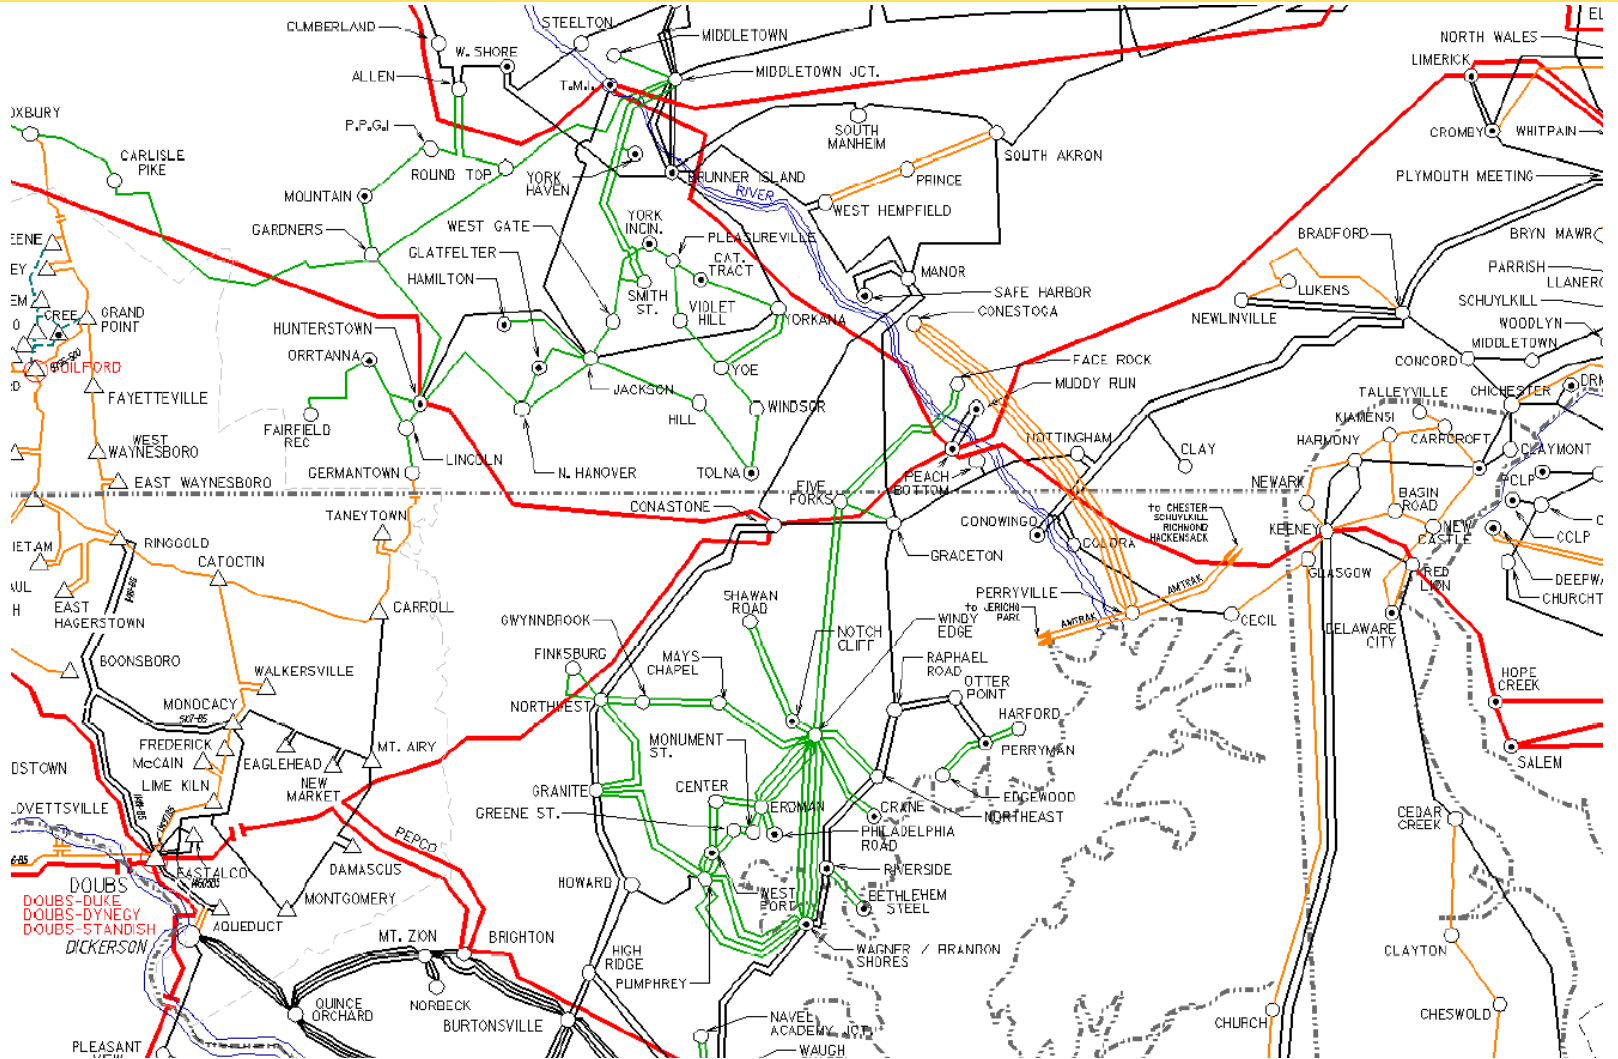 CUMBERLAND
STEELTON
MIDDLETOWN
NORTH WALES
W. SHORE
LIMERICK
ALLEN
T.M.I.
MIDDLETOWN JCT.
OXBURY
P.P.G.I
SOUTH
MANHEIM
CROMBY
WHITPAIN
CARLISLE
PIKE
ROUND TOP
YORK
HAVEN
BRUNNER ISLAND
SOUTH AKRON
PRINCE
PLYMOUTH MEETING
MOUNTAIN
RIVER
WEST HEMPFIELD
GARDNERS
WEST GATE
YORK
INCIN.
PLEASUREVILLE
BRADFORD
BRYN MAWR
GLATFELTER
CAT.
TRACT
HAMILTON
MANOR
PARRISH
SMITH
ST.
SAFE HARBOR
LUKENS
SCHUYLKILL
CREE
GRAND
POINT
VIOLET
HILL
YORKANA
CONESTOGA
NEWLINVILLE
WOODLYN
HUNTERSTOWN
ORRTANNA
MIDDLETOWN
CONCORD
FACE ROCK
GUILFORD
YOE
MUDDY RUN
TALLEYVILLE
CHICHESTER
FAYETTEVILLE
JACKSON
HILL
WINDSOR
KIAMENSI
FAIRFIELD
REC
NOTTINGHAM
CLAY
HARMONY
CARRCROFT
CLAYMONT
WEST
WAYNESBORO
LINCOLN
GERMANTOWN
N. HANOVER
TOLNA
PEACH
BOTTOM
EAST WAYNESBORO
FIVE
FORKS
NEWARK
BASIN
ROAD
PCLP
CONASTONE
TANEYTOWN
CONOWINGO
to CHESTER
SCHUYLKILL
RICHMOND
HACKENSACK
KEENEY
NEW
CASTLE
CCLP
RINGGOLD
COLORA
GRACETON
CATOCTIN
GLASGOW
RED
LION
EAST
HAGERSTOWN
SHAWAN
ROAD
PERRYVILLE
AMTRAK
to JERICHO
PARK
AMTRAK
CARROLL
GWYNNBROOK
NOTCH
CLIFF
WINDY
EDGE
CECIL
DELAWARE
CITY
BOONSBORO
FINKSBURG
MAYS
CHAPEL
RAPHAEL
ROAD
WALKERSVILLE
OTTER
POINT
HOPE
CREEK
MONOCACY
NORTHWEST
HARFORD
FREDERICK
MONUMENT
ST.
PERRYMAN
McCAIN
EAGLEHEAD
MT. AIRY
SALEM
LIME KILN
NEW
MARKET
GRANITE
CENTER
EDGEWOOD
LOVETTSVILLE
GREENE ST.
ERDMAN
CRANE
NORTHEAST
CEDAR
CREEK
PEPCO
PHILADELPHIA
ROAD
DAMASCUS
EASTALCO
RIVERSIDE
DOUBS
HOWARD
WEST
PORT
BETHLEHEM
STEEL
DOUBS-DUKE
DOUBS-DYNEGY
DOUBS-STANDISH
MONTGOMERY
AQUEDUCT
DICKERSON
MT. ZION
BRIGHTON
HIGH
RIDGE
WAGNER / BRANDON
SHORES
CLAYTON
PUMPHREY
NORBECK
QUINCE
ORCHARD
BURTONSVILLE
NAVEL
ACADEMY JCT.
CHURCH
CHESWOLD
PLEASANT
WAUGH